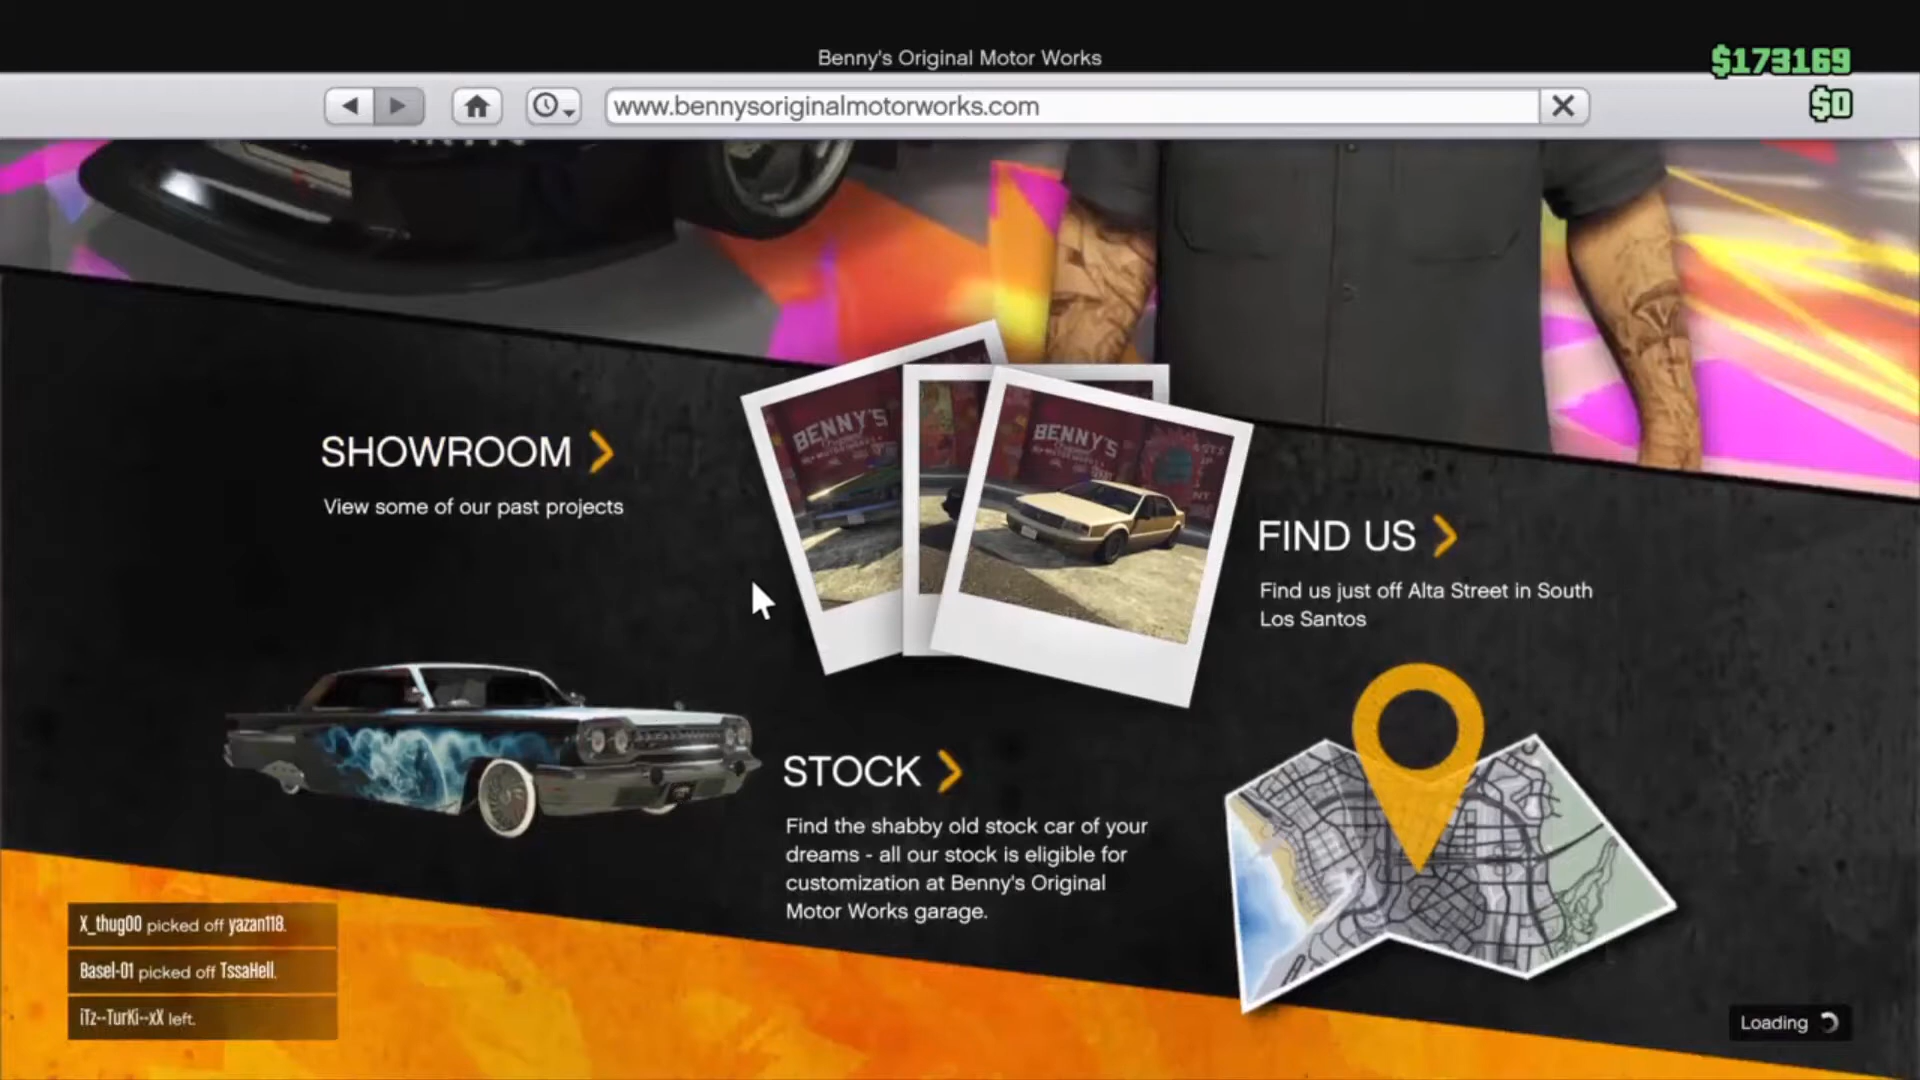 Benny's Original Motor Works
$173169
$0
www.bennysoriginalmotorworks.com
SHOWROOM
View some of our past projects
BENNY'S
BENNY'S
FIND US
Find us just off Alta Street in South
Los Santos
STOCK
Find the shabby old stock car of your
dreams - all our stock is eligible for
customization at Benny's Original
Motor Works garage.
X_thug00 picked off yazan118.
Basel-01 picked off TssaHell.
iTz--TurKi--xX left.
Loading